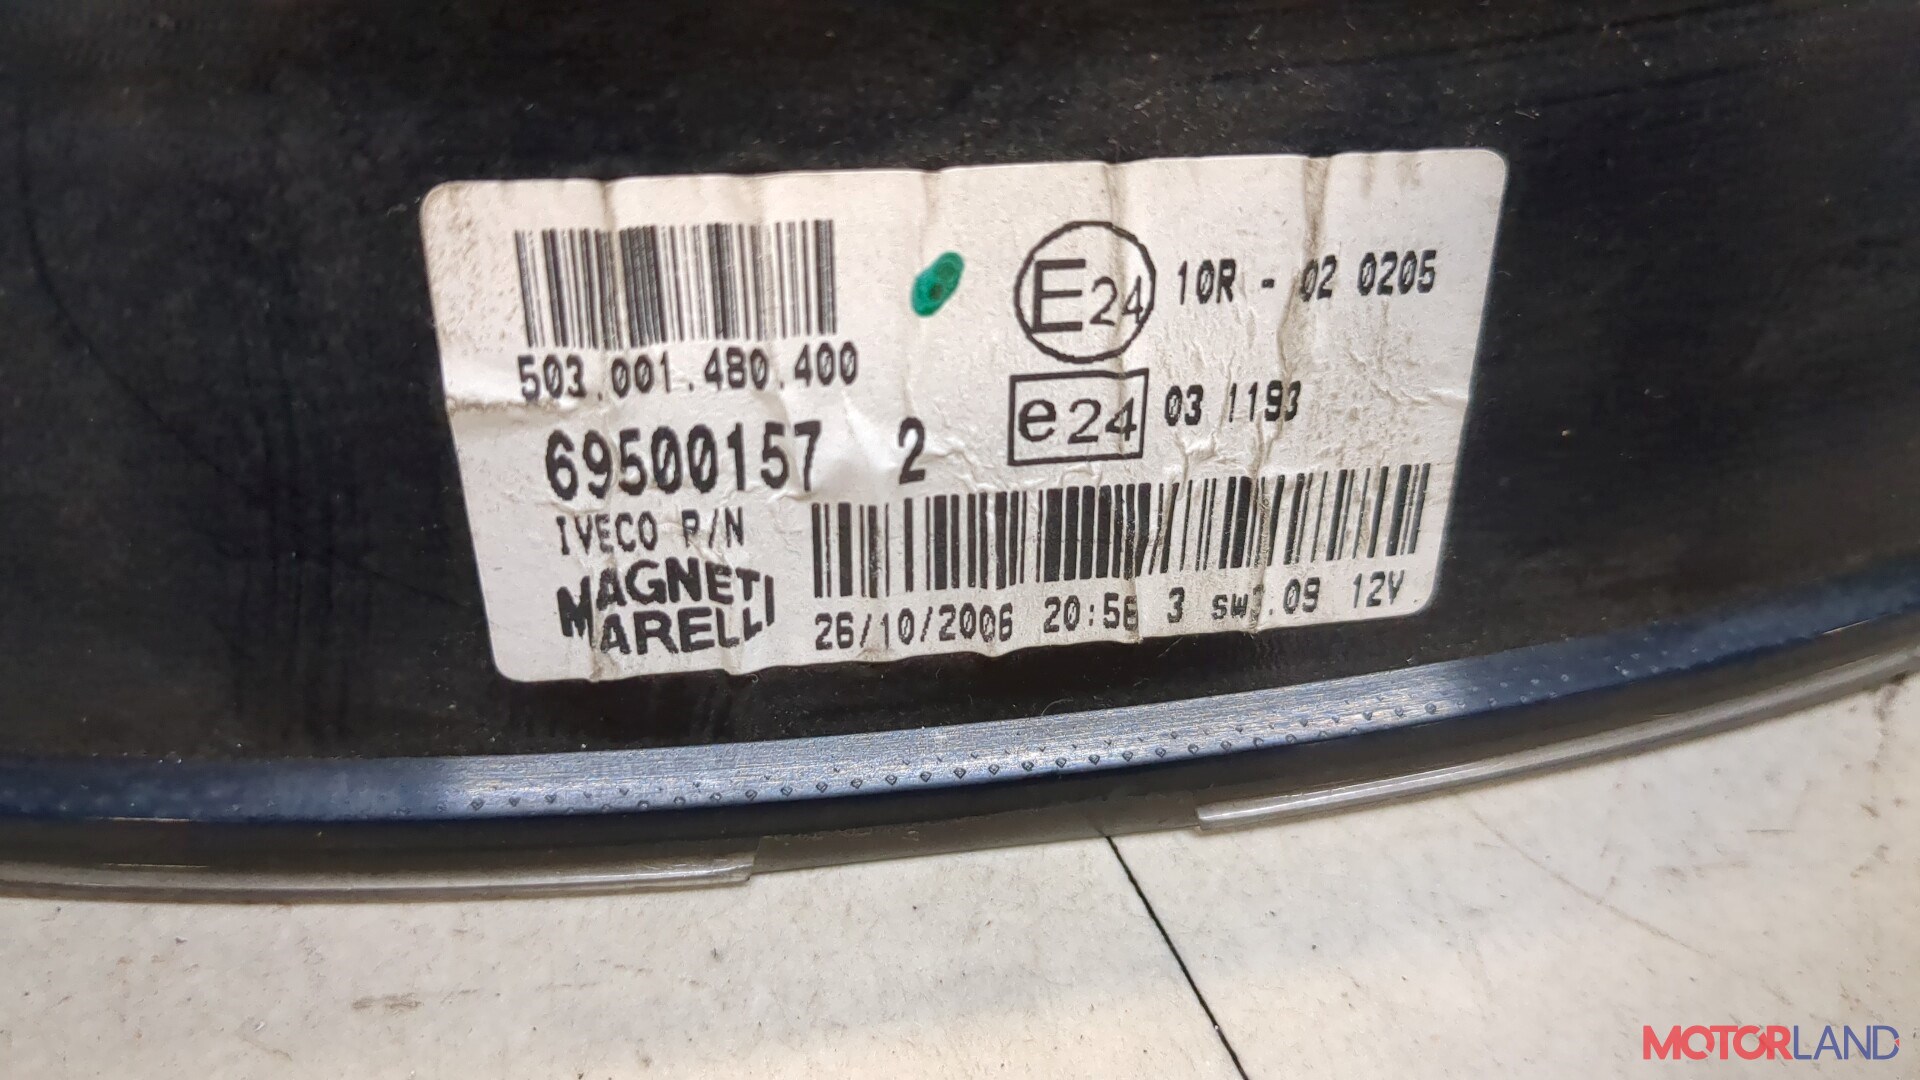 503.001.480.400
69500157 2
IVECO P/N
MAGNETI
MARELLI
E24 10R - 02 0205
e24 03 1193
26/10/2006 20:56 3 12V
MOTORLAND